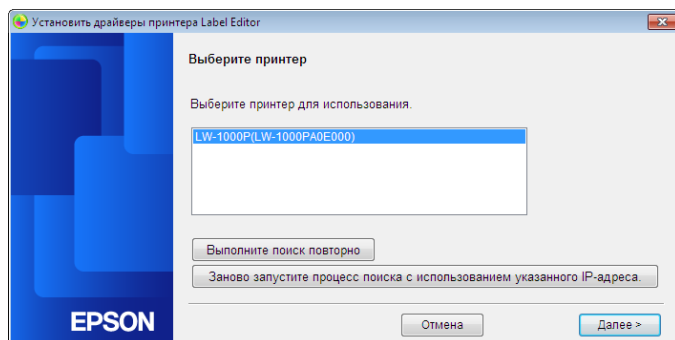 Установить драйверы принтера Label Editor
Выберите принтер
Выберите принтер для использования.
LW-1000P(LW-1000PA0E000)
Выполните поиск повторно
Заново запустите процесс поиска с использованием указанного IP-адреса.
EPSON
Отмена
Далее >